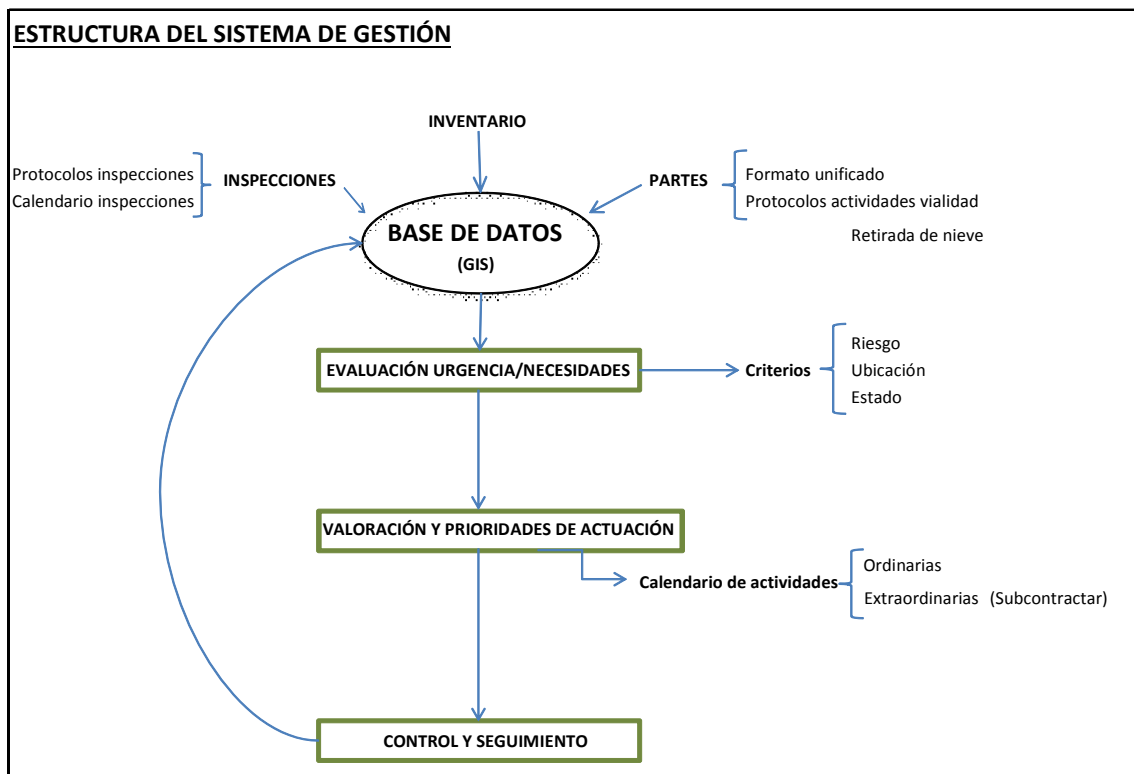 ESTRUCTURA DEL SISTEMA DE GESTIÓN
INVENTARIO
Protocolos inspecciones
Calendario inspecciones
INSPECCIONES
PARTES
Formato unificado
Protocolos actividades vialidad
Retirada de nieve
BASE DE DATOS
(GIS)
EVALUACIÓN URGENCIA/NECESIDADES
Criterios
Riesgo
Ubicación
Estado
VALORACIÓN Y PRIORIDADES DE ACTUACIÓN
Calendario de actividades
Ordinarias
Extraordinarias (Subcontractar)
CONTROL Y SEGUIMIENTO